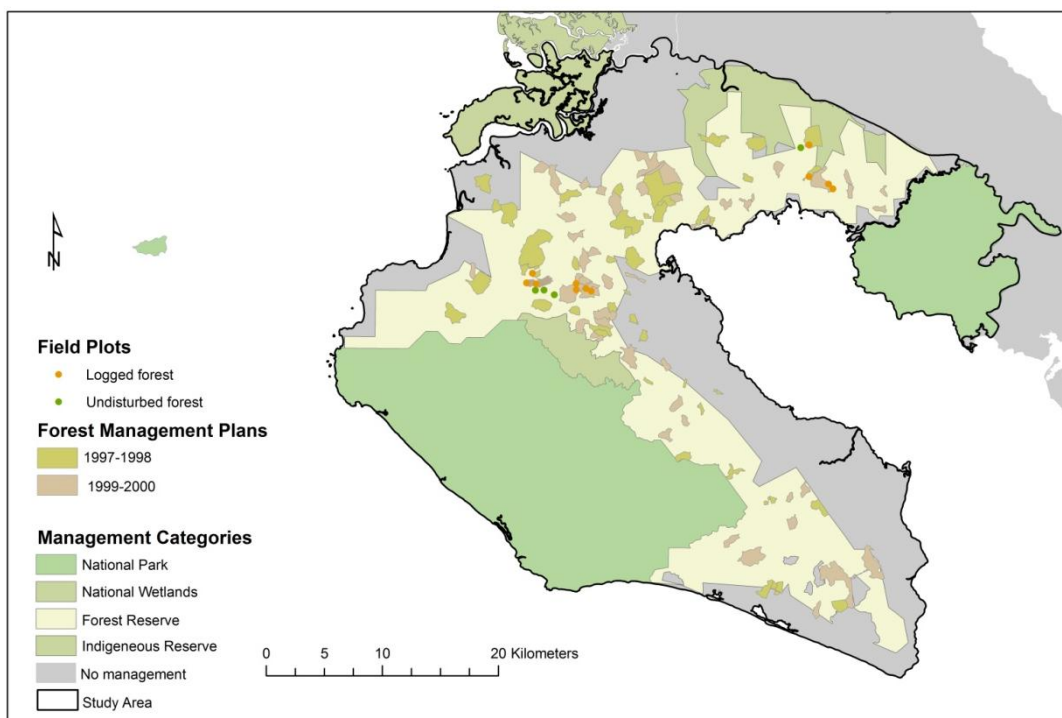 N
Field Plots
Logged forest
Undisturbed forest
Forest Management Plans
1997-1998
1999-2000
Management Categories
National Park
National Wetlands
Forest Reserve
Indigeneous Reserve
No management
Study Area
0 5 10 20 Kilometers